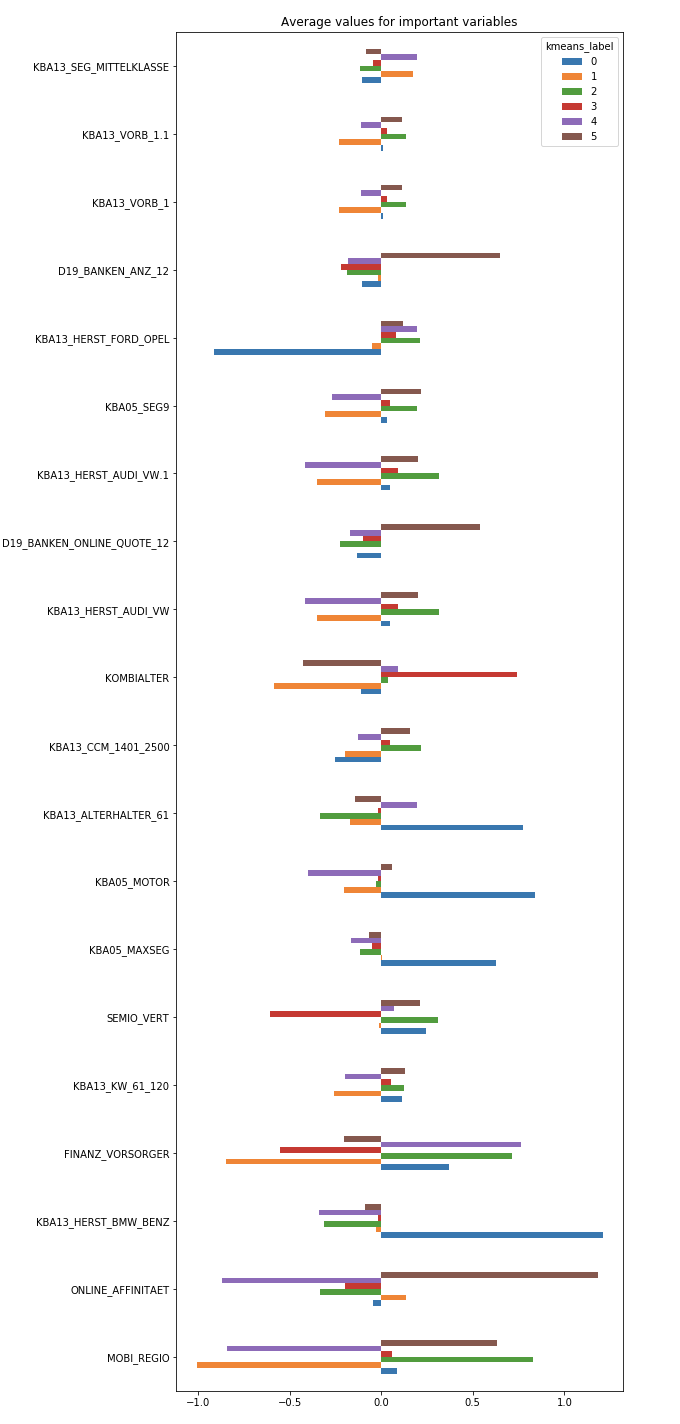 Average values for important variables
kmeans_label
0
1
2
3
4
5
KBA13_SEG_MITTELKLASSE
KBA13_VORB_1.1
KBA13_VORB_1
D19_BANKEN_ANZ_12
KBA13_HERST_FORD_OPEL
KBA05_SEG9
KBA13_HERST_AUDI_VW.1
D19_BANKEN_ONLINE_QUOTE_12
KBA13_HERST_AUDI_VW
KOMBIALTER
KBA13_CCM_1401_2500
KBA13_ALTERHALTER_61
KBA05_MOTOR
KBA05_MAXSEG
SEMIO_VERT
KBA13_KW_61_120
FINANZ_VORSORGER
KBA13_HERST_BMW_BENZ
ONLINE_AFFINITAET
MOBI_REGIO
−1.0 −0.5 0.0 0.5 1.0